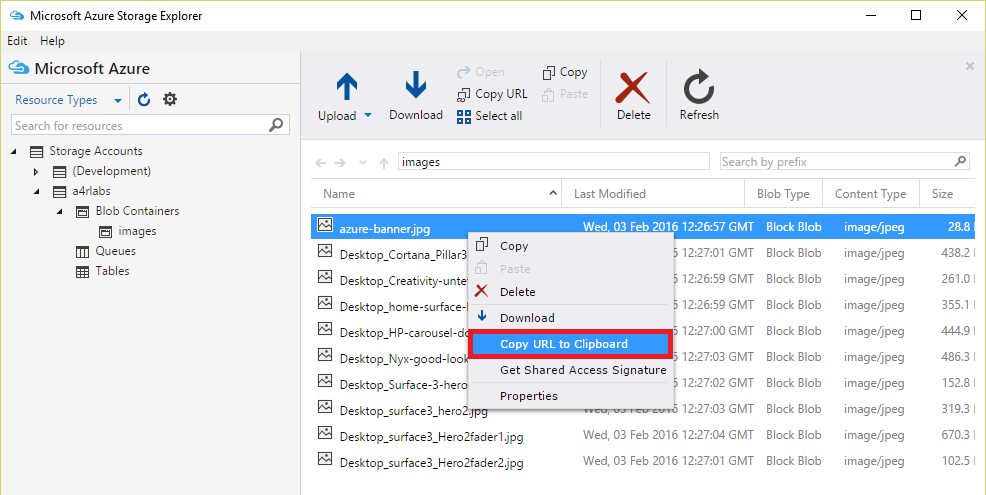 Microsoft Azure Storage Explorer
Edit Help
Microsoft Azure
Resource Types
Search for resources
Storage Accounts
(Development)
a4rlabs
Blob Containers
images
Queues
Tables
Upload
Download
Open
Copy URL
Select all
Copy
Paste
Delete
Refresh
images
Search by prefix
Name Last Modified Blob Type Content Type Size
azure-banner.jpg Wed, 03 Feb 2016 12:26:57 GMT Block Blob image/jpeg 28.8
Desktop_Cortana_Pillar3 12:27:01 GMT Block Blob image/jpeg 438.2
Desktop_Creativity-unte 12:26:59 GMT Block Blob image/jpeg 261.0
Desktop_home-surface- 12:26:59 GMT Block Blob image/jpeg 355.1
Desktop_HP-carousel-do 12:27:00 GMT Block Blob image/jpeg 444.9
Desktop_Nyx-good-look 12:27:03 GMT Block Blob image/jpeg 486.3
Desktop_Surface-3-hero 12:27:02 GMT Block Blob image/jpeg 152.8
Desktop_surface3_hero2.jpg Wed, 03 Feb 2016 12:27:03 GMT Block Blob image/jpeg 319.3
Desktop_surface3_Hero2fader1.jpg Wed, 03 Feb 2016 12:27:04 GMT Block Blob image/jpeg 670.3
Desktop_surface3_Hero2fader2.jpg Wed, 03 Feb 2016 12:27:01 GMT Block Blob image/jpeg 102.5
Copy
Paste
Delete
Download
Copy URL to Clipboard
Get Shared Access Signature
Properties